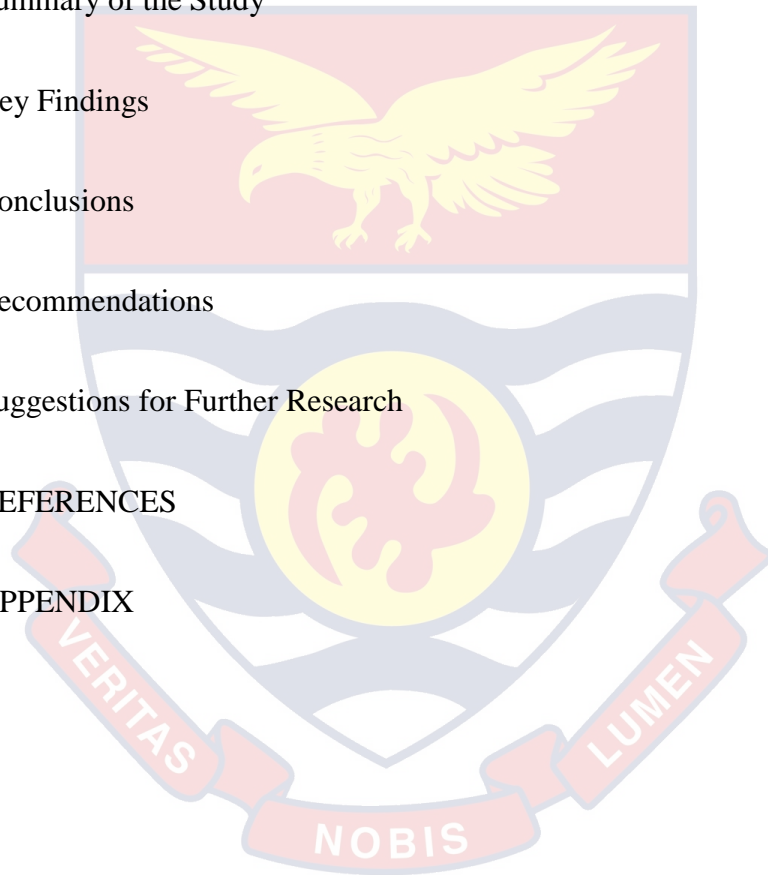 ummary of the Study
ey Findings
onclusions
ecommendations
uggestions for Further Research
EFERENCES
PPENDIX
VERITAS
NOBIS
LUMEN